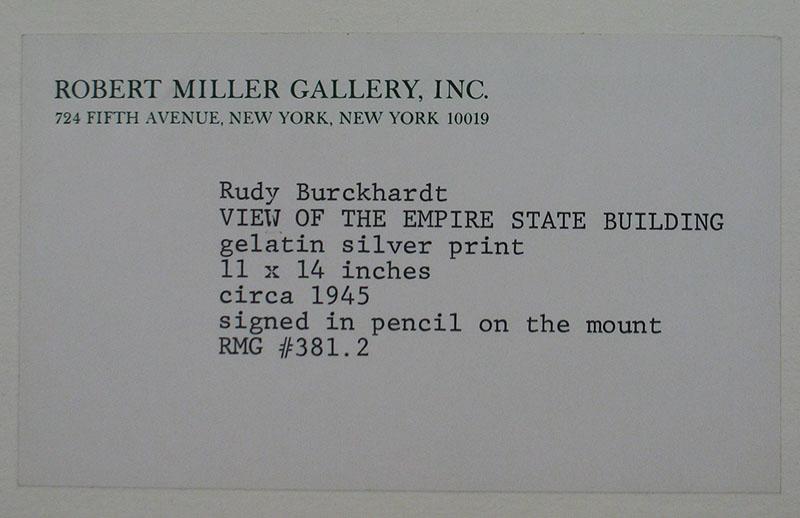 ROBERT MILLER GALLERY, INC.
724 FIFTH AVENUE, NEW YORK, NEW YORK 10019
Rudy Burckhardt
VIEW OF THE EMPIRE STATE BUILDING
gelatin silver print
11 x 14 inches
circa 1945
signed in pencil on the mount
RMG #381.2